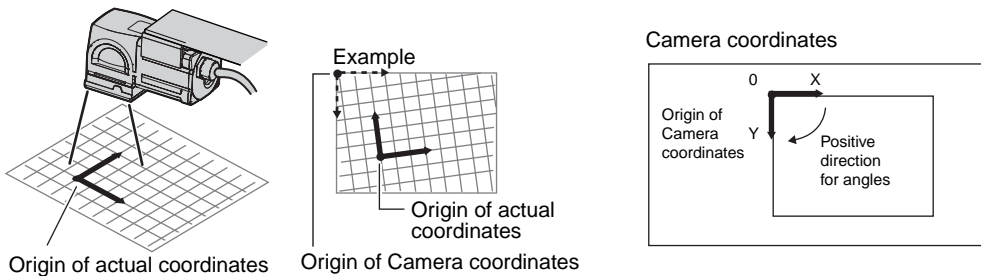 Origin of actual coordinates
Example
Origin of actual
coordinates
Origin of Camera coordinates
Camera coordinates
0 X
Origin of
Camera
coordinates
Y
Positive
direction
for angles